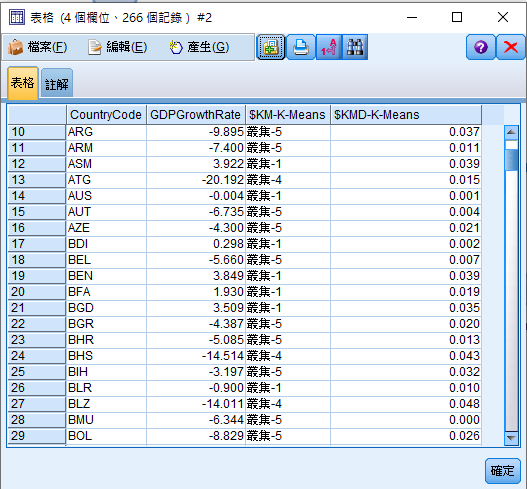 表格 (4 個欄位、266 個記錄) #2
檔案(F) 編輯(E) 產生(G)
表格 註解
CountryCode GDPGrowthRate $KM-K-Means $KMD-K-Means
10 ARG -9.895 叢集-5 0.037
11 ARM -7.400 叢集-5 0.011
12 ASM 3.922 叢集-1 0.039
13 ATG -20.192 叢集-4 0.015
14 AUS -0.004 叢集-1 0.001
15 AUT -6.735 叢集-5 0.004
16 AZE -4.300 叢集-5 0.021
17 BDI 0.298 叢集-1 0.002
18 BEL -5.660 叢集-5 0.007
19 BEN 3.849 叢集-1 0.039
20 BFA 1.930 叢集-1 0.019
21 BGD 3.509 叢集-1 0.035
22 BGR -4.387 叢集-5 0.020
23 BHR -5.085 叢集-5 0.013
24 BHS -14.514 叢集-4 0.043
25 BIH -3.197 叢集-5 0.032
26 BLR -0.900 叢集-1 0.010
27 BLZ -14.011 叢集-4 0.048
28 BMU -6.344 叢集-5 0.000
29 BOL -8.829 叢集-5 0.026
確定